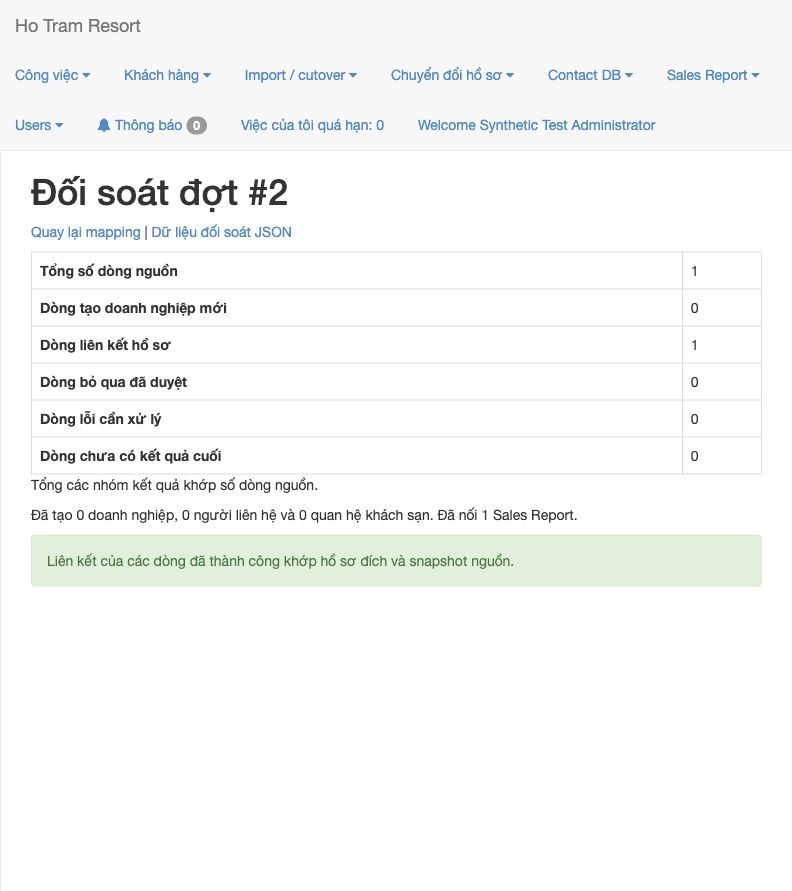 Ho Tram Resort
Công việc Khách hàng Import / cutover Chuyển đổi hồ sơ Contact DB Sales Report
Users Thông báo 0 Việc của tôi quá hạn: 0 Welcome Synthetic Test Administrator
Đối soát đợt #2
Quay lại mapping | Dữ liệu đối soát JSON
Tổng số dòng nguồn 1
Dòng tạo doanh nghiệp mới 0
Dòng liên kết hồ sơ 1
Dòng bỏ qua đã duyệt 0
Dòng lỗi cần xử lý 0
Dòng chưa có kết quả cuối 0
Tổng các nhóm kết quả khớp số dòng nguồn.
Đã tạo 0 doanh nghiệp, 0 người liên hệ và 0 quan hệ khách sạn. Đã nối 1 Sales Report.
Liên kết của các dòng đã thành công khớp hồ sơ đích và snapshot nguồn.